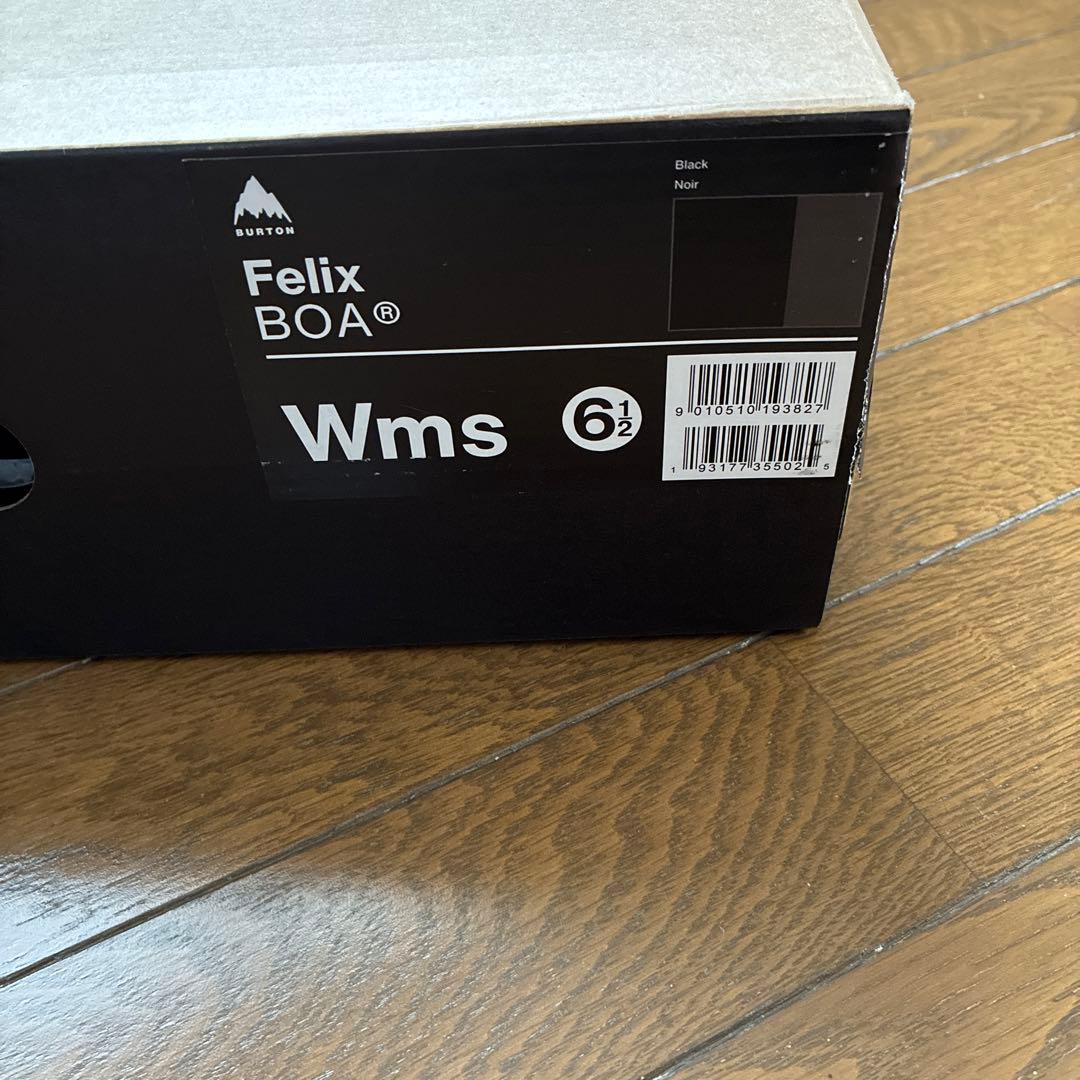 BURTON
Felix
BOA®
Black
Noir
Wms
6½
9 010510 193827
1 93177 35502 5